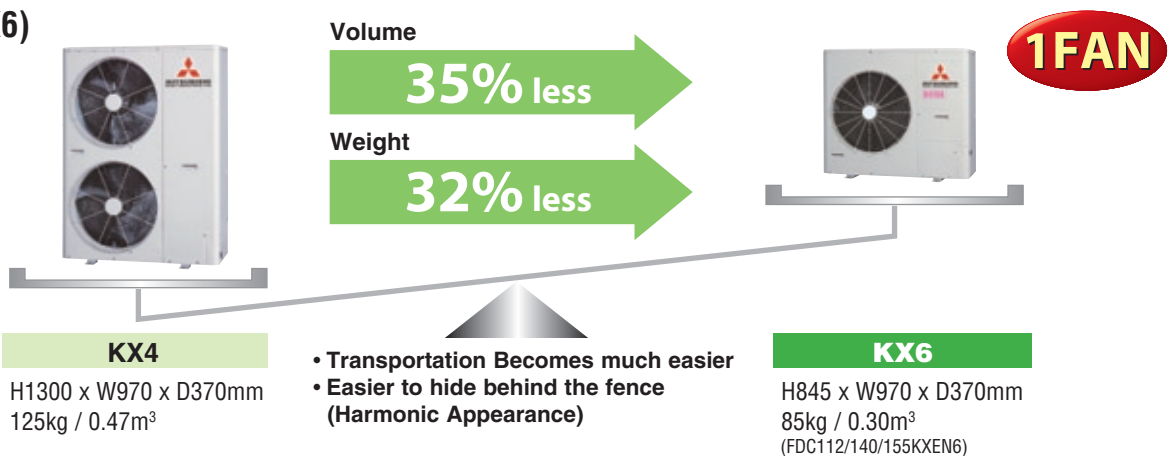 6)
1FAN
Volume
35% less
Weight
32% less
KX4
H1300 x W970 x D370mm
125kg / 0.47m³
• Transportation Becomes much easier
• Easier to hide behind the fence
(Harmonic Appearance)
KX6
H845 x W970 x D370mm
85kg / 0.30m³
(FDC112/140/155KXEN6)